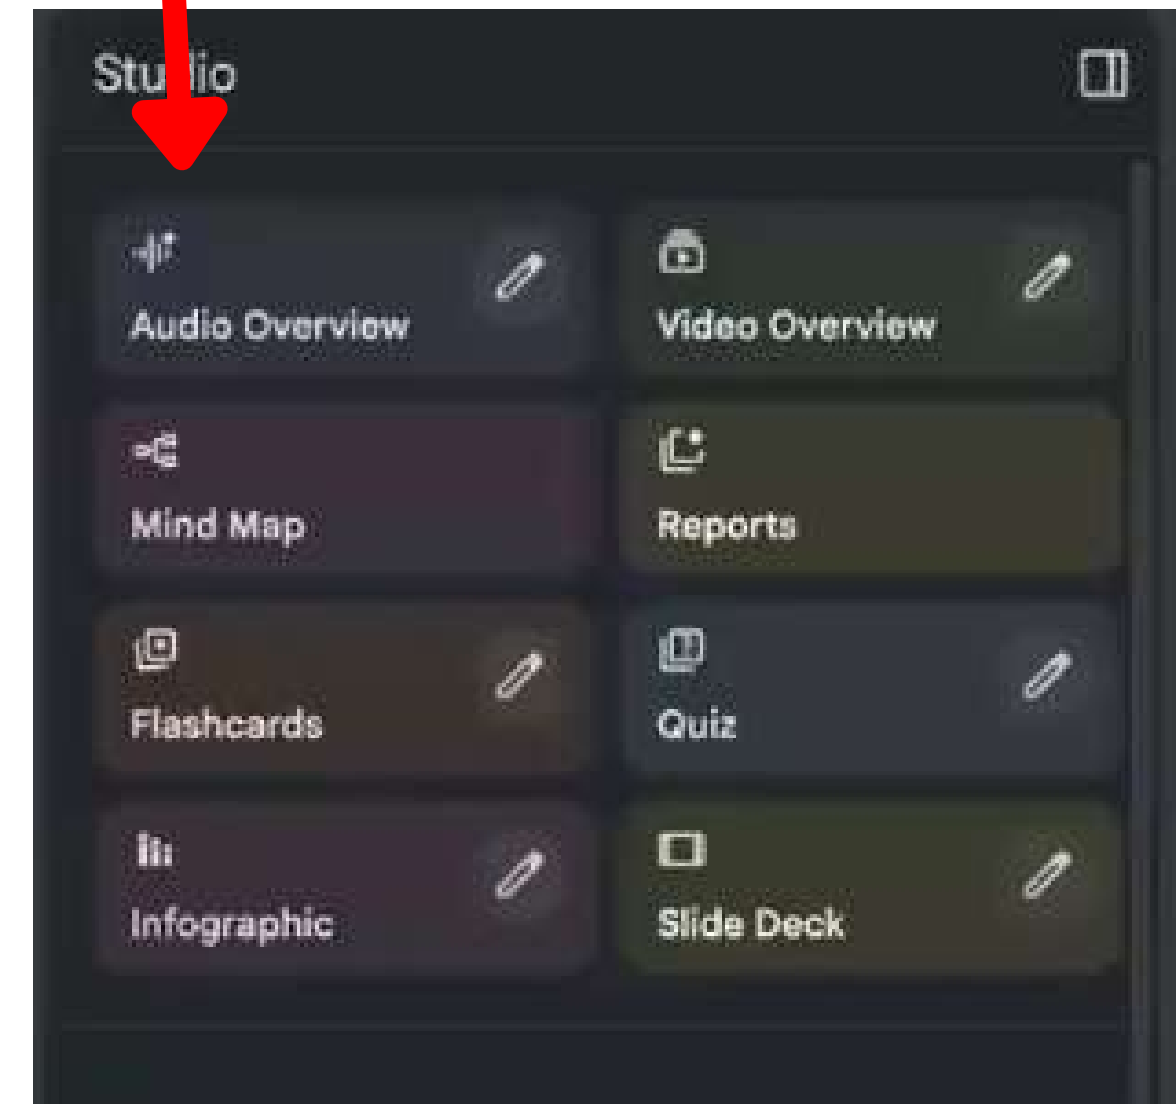 Studio
Audio Overview
Video Overview
Mind Map
Reports
Flashcards
Quiz
Infographic
Slide Deck